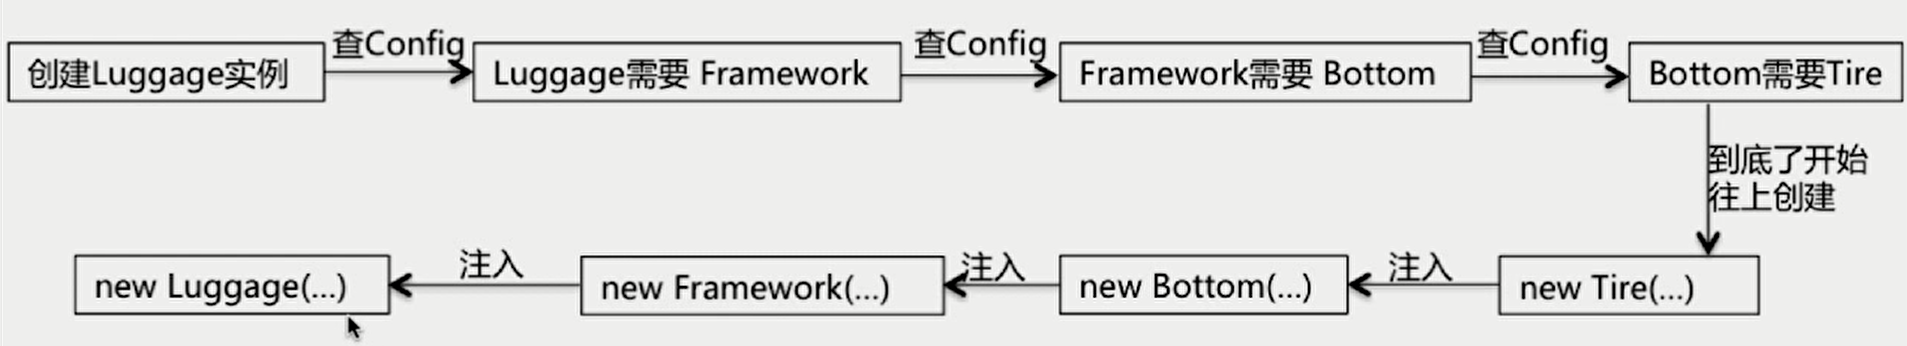 查Config
查Config
查Config
创建Luggage实例
Luggage需要 Framework
Framework需要 Bottom
Bottom需要Tire
到底了开始
往上创建
注入
注入
注入
new Luggage(...)
new Framework(...)
new Bottom(...)
new Tire(...)